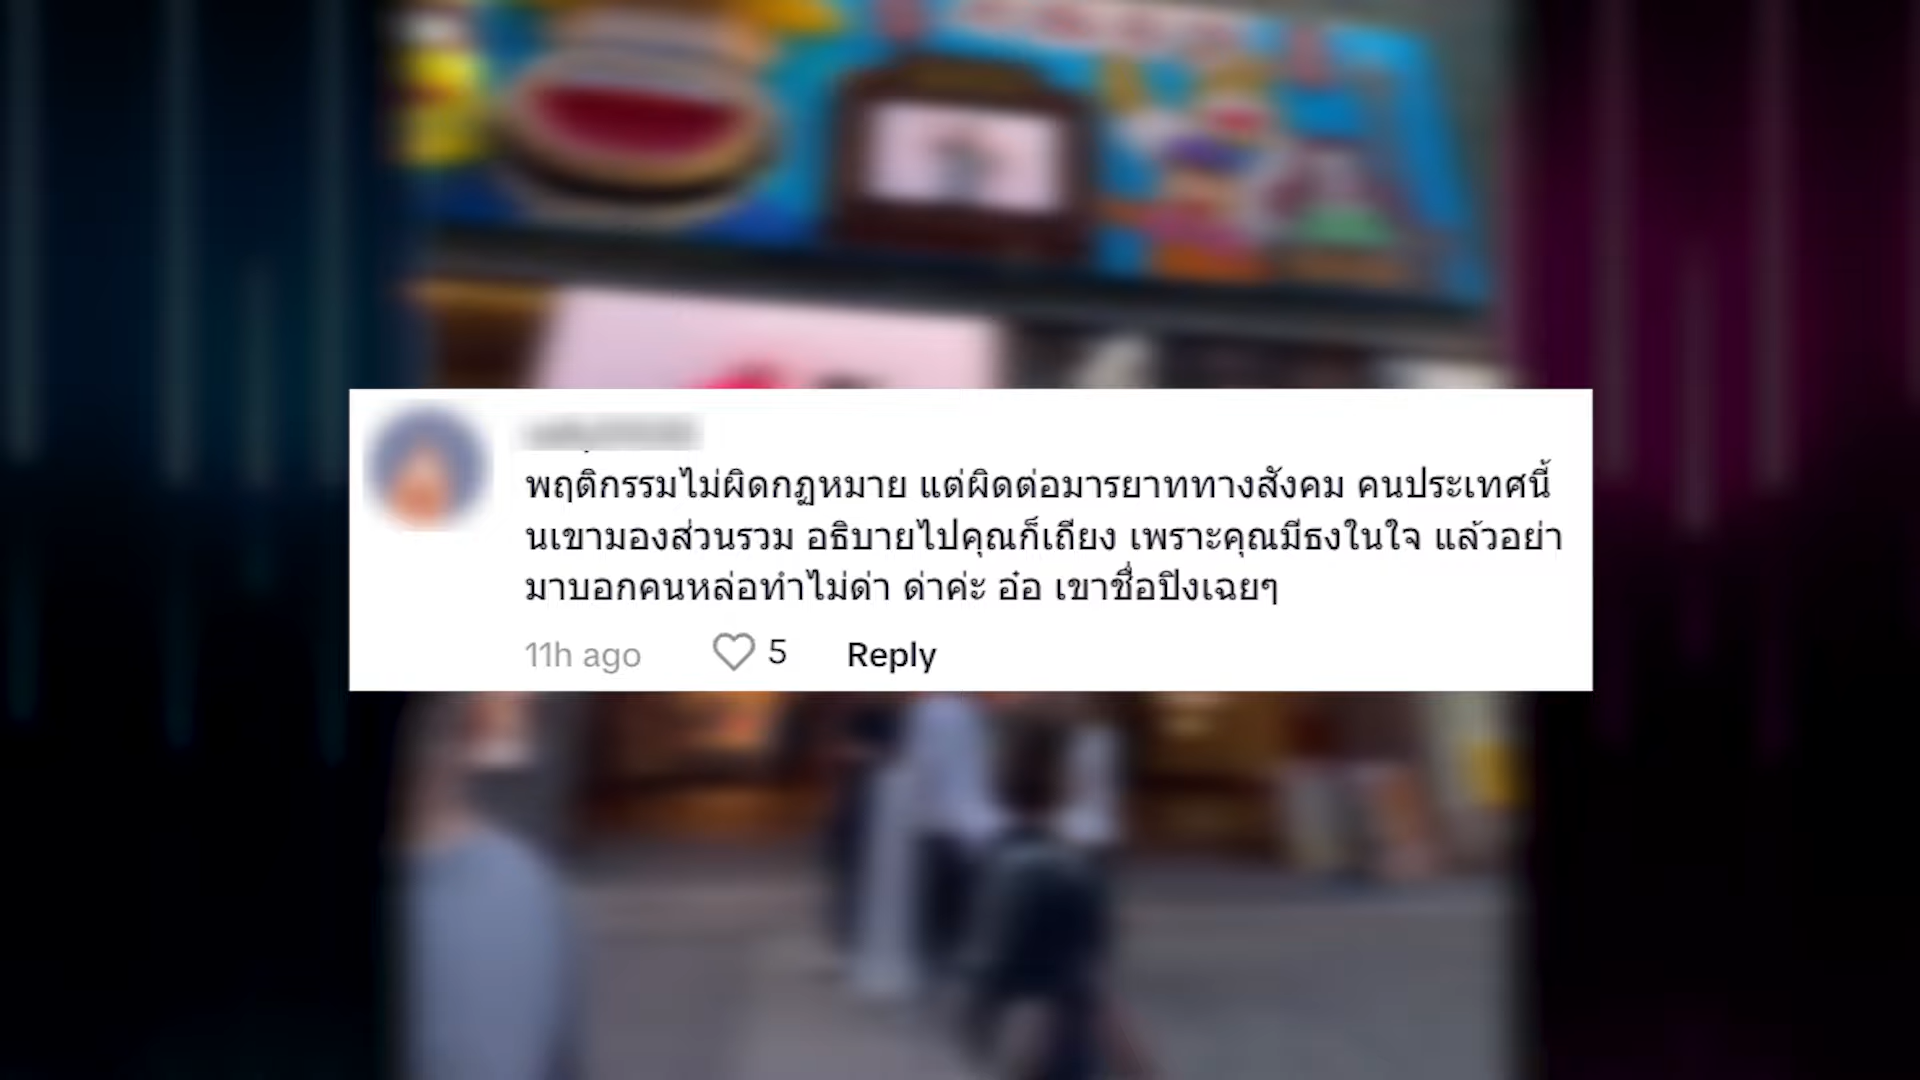 พฤติกรรมไม่ผิดกฎหมาย แต่ผิดต่อมารยาททางสังคม คนประเทศนี้
นเขามองส่วนรวม อธิบายไปคุณก็เถียง เพราะคุณมีธงในใจ แล้วอย่า
มาบอกคนหล่อทำไม่ด่า ด่าค่ะ อ๋อ เขาชื่อปิงเฉยๆ
11h ago 5 Reply